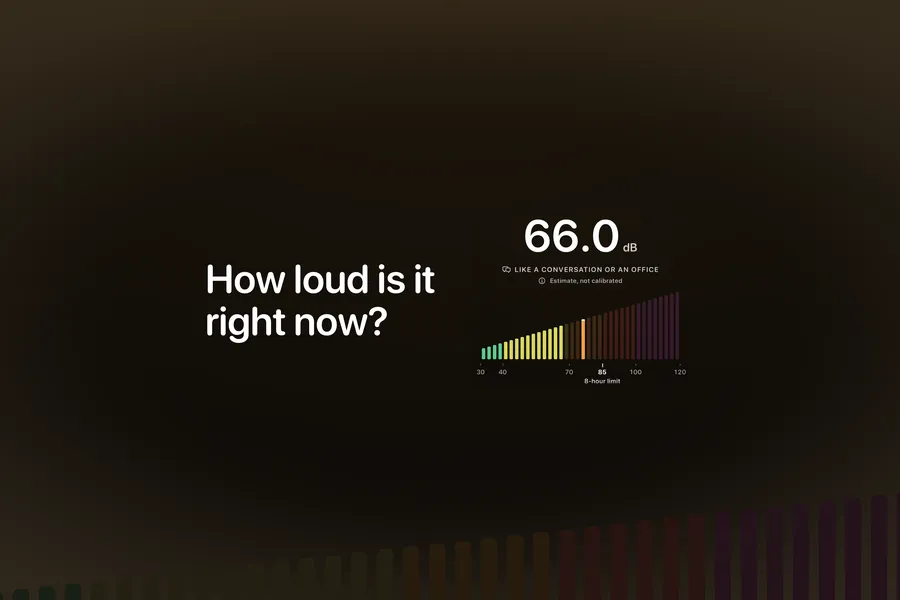 How loud is it
right now?
66.0 dB
LIKE A CONVERSATION OR AN OFFICE
Estimate, not calibrated
30 40 70 85 100 120
8-hour limit